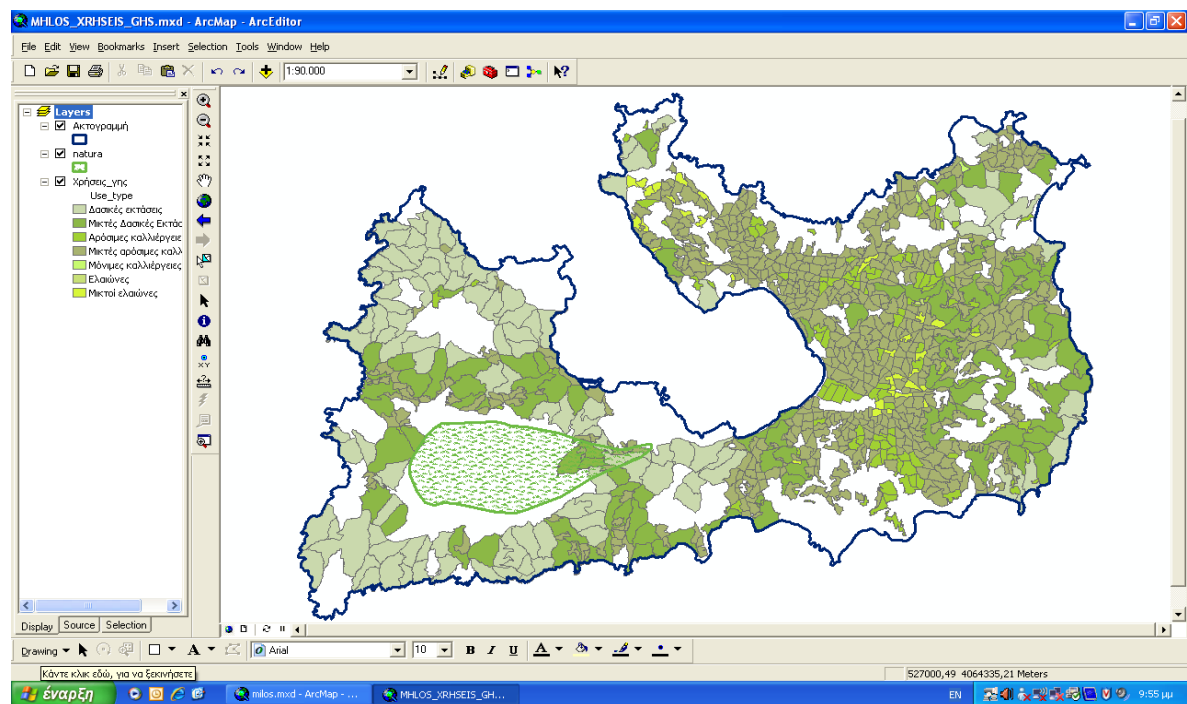 MHLOS_XRHSEIS_GHS.mxd - ArcMap - ArcEditor
File Edit View Bookmarks Insert Selection Tools Window Help
1:90.000
Layers
Ακτογραμμή
natura
Χρήσεις_γης
Use_type
Δασικές εκτάσεις
Μικτές Δασικές Εκτάσ
Αρόσιμες καλλιέργειε
Μικτές αρόσιμες καλλ
Μόνιμες καλλιέργειες
Ελαιώνες
Μικτοί ελαιώνες
XY
Display Source Selection
Drawing A Arial 10 B I U A
Κάντε κλικ εδώ, για να ξεκινήσετε
527000,49 4064335,21 Meters
έναρξη milos.mxd - ArcMap - ... MHLOS_XRHSEIS_GH... EN 9:55 μμ